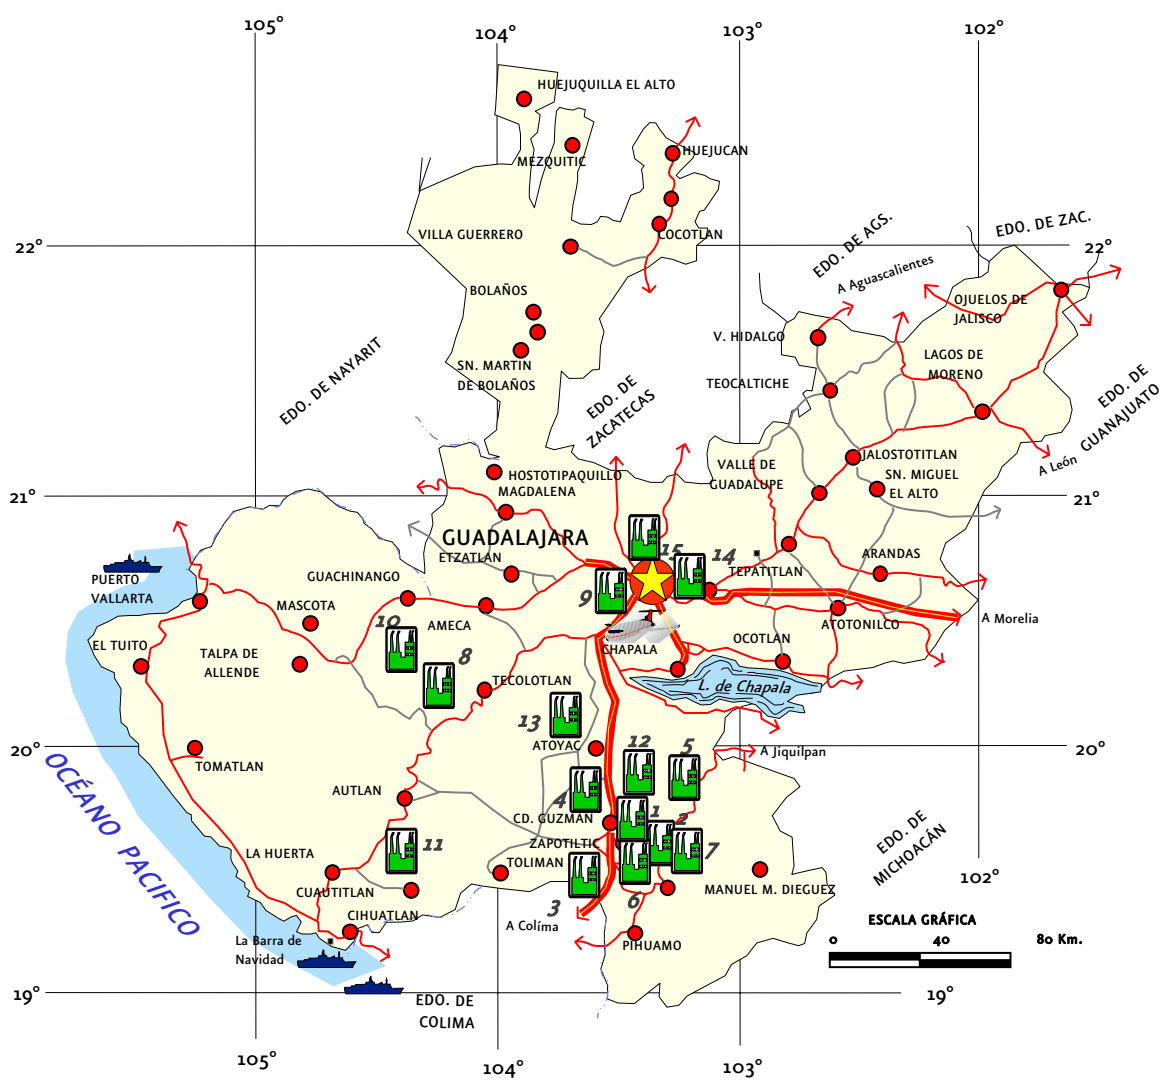 105°
104°
103°
102°
HUEJUQUILLA EL ALTO
HUEJUCAN
MEZQUITIC
EDO. DE ZAC.
EDO. DE AGS.
VILLA GUERRERO
COCOTLAN
22°
22°
A Aguascalientes
BOLAÑOS
OJUELOS DE
JALISCO
V. HIDALGO
EDO. DE NAYARIT
LAGOS DE
MORENO
SN. MARTIN
DE BOLAÑOS
EDO. DE
ZACATECAS
TEOCALTICHE
EDO. DE
GUANAJUATO
JALOSTOTITLAN
A León
VALLE DE
GUADALUPE
SN. MIGUEL
EL ALTO
HOSTOTIPAQUILLO
MAGDALENA
21°
21°
GUADALAJARA
ETZATLAN
15
14
ARANDAS
TEPATITLAN
PUERTO
VALLARTA
GUACHINANGO
9
MASCOTA
AMECA
ATOTONILCO
A Morelia
10
EL TUITO
TALPA DE
ALLENDE
8
CHAPALA
OCOTLAN
TECOLOTLAN
L. de Chapala
13
ATOYAC
12
5
20°
20°
A Jiquilpan
TOMATLAN
OCÉANO PACIFICO
AUTLAN
4
CD. GUZMAN
1
2
EDO. DE
MICHOACÁN
LA HUERTA
11
ZAPOTILTIC
7
TOLIMAN
CUAUTITLAN
MANUEL M. DIEGUEZ
102°
3
6
CIHUATLAN
A Colíma
ESCALA GRÁFICA
La Barra de
Navidad
PIHUAMO
0
40
80 Km.
19°
19°
EDO. DE
COLIMA
105°
104°
103°